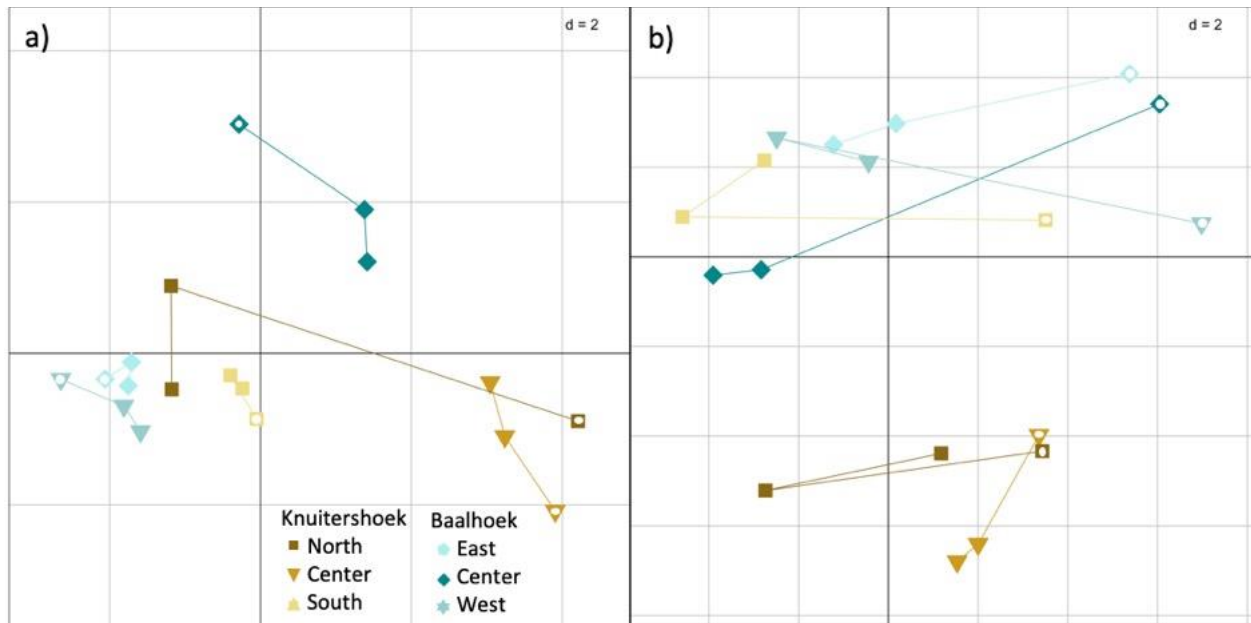 a)
d = 2
b)
d = 2
Knuitershoek
North
Center
South
Baalhoek
East
Center
West